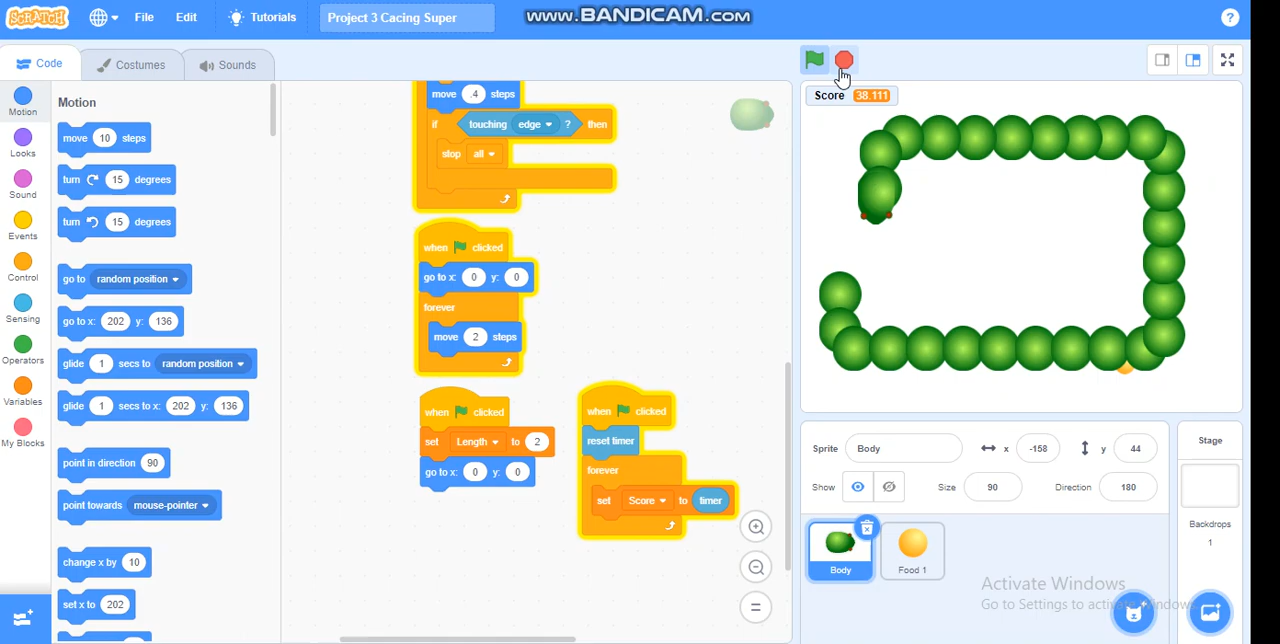 SCRATCH File Edit Tutorials Project 3 Cacing Super www.BANDICAM.com ?
Code Costumes Sounds
Motion
Looks
Sound
Events
Control
Sensing
Operators
Variables
My Blocks
Motion
move 10 steps
turn 15 degrees
turn 15 degrees
go to random position
go to x: 202 y: 136
glide 1 secs to random position
glide 1 secs to x: 202 y: 136
point in direction 90
point towards mouse-pointer
change x by 10
set x to 202
move .4 steps
if touching edge ? then
stop all
when clicked
go to x: 0 y: 0
forever
move 2 steps
when clicked
set Length to 2
go to x: 0 y: 0
when clicked
reset timer
forever
set Score to timer
Score 38.111
Sprite Body x -158 y 44
Show Size 90 Direction 180
Body
Food 1
Stage
Backdrops
1
Activate Windows
Go to Settings to activate Windows.